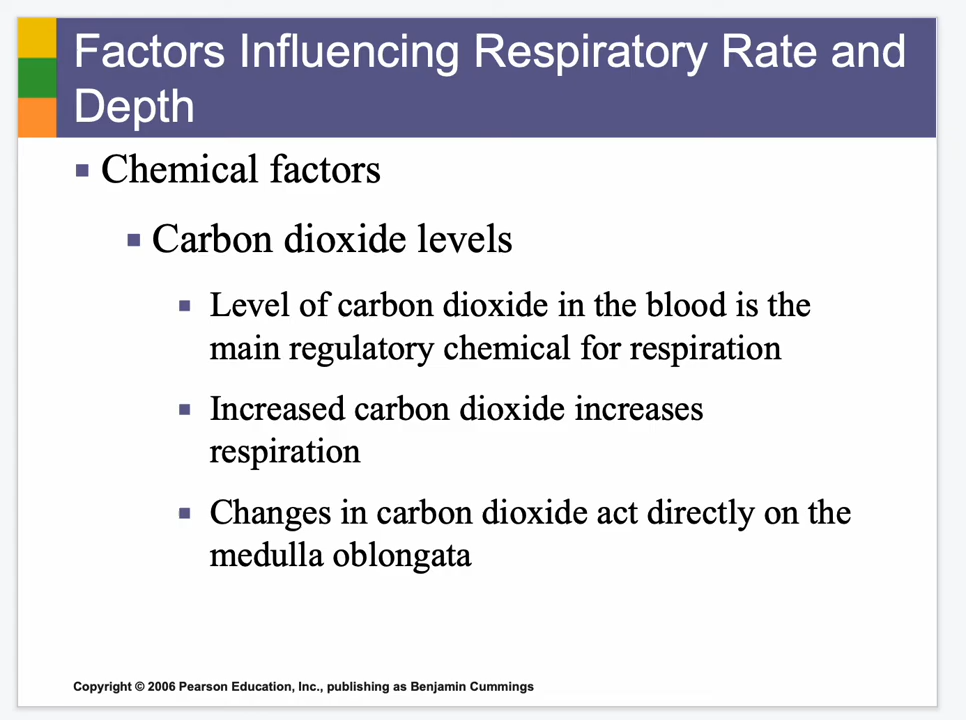 Factors Influencing Respiratory Rate and
Depth
Chemical factors
Carbon dioxide levels
Level of carbon dioxide in the blood is the
main regulatory chemical for respiration
Increased carbon dioxide increases
respiration
Changes in carbon dioxide act directly on the
medulla oblongata
Copyright © 2006 Pearson Education, Inc., publishing as Benjamin Cummings